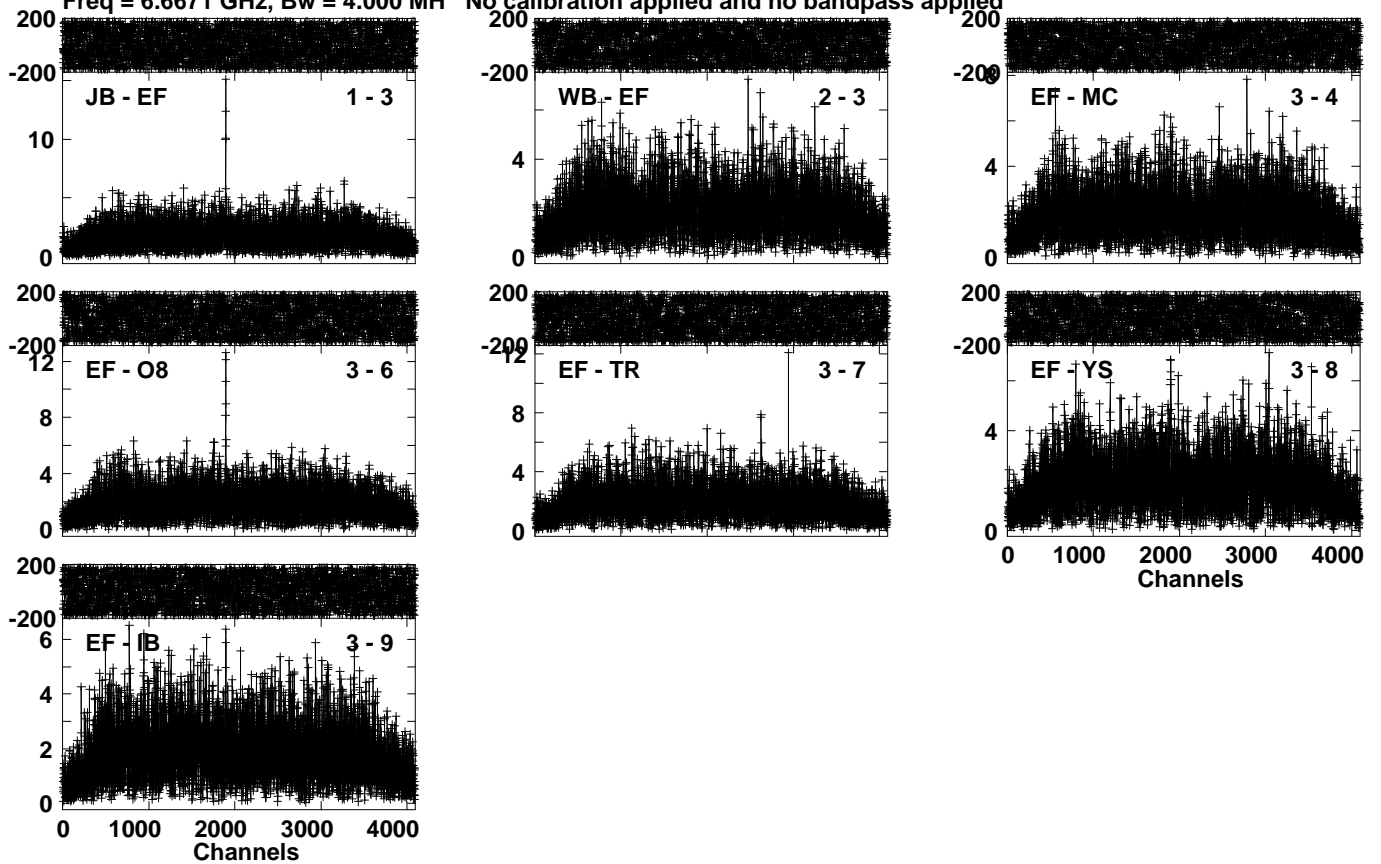 Freq = 6.6671 GHz, Bw = 4.000 MH   No calibration applied and no bandpass applied
200
-200
JB - EF 1 - 3
10
0
200
-200
WB - EF 2 - 3
4
0
200
-200
8
EF - MC 3 - 4
4
0
200
-200
12
EF - O8 3 - 6
8
4
0
200
-200
12
EF - TR 3 - 7
8
4
0
200
-200
EF - YS 3 - 8
4
0
0 1000 2000 3000 4000
Channels
200
-200
6
EF - IB 3 - 9
4
2
0
0 1000 2000 3000 4000
Channels